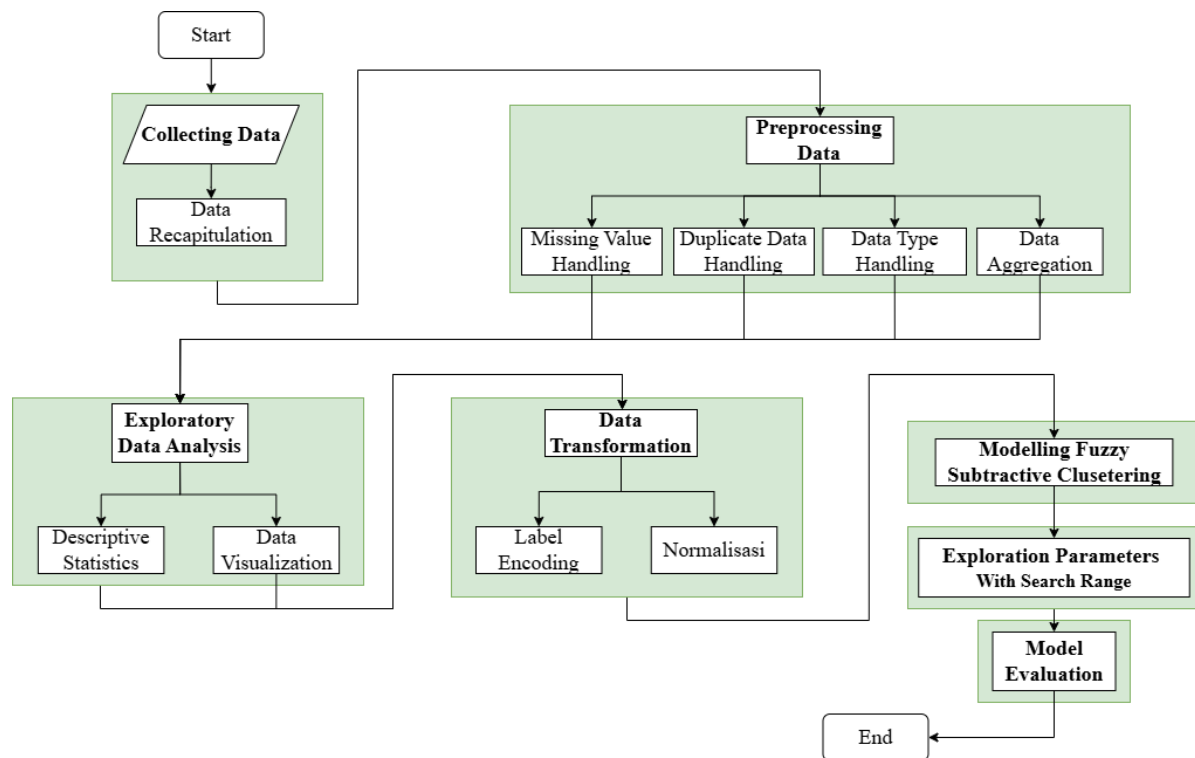 Start
Collecting Data
Data
Recapitulation
Preprocessing
Data
Missing Value
Handling
Duplicate Data
Handling
Data Type
Handling
Data
Aggregation
Exploratory
Data Analysis
Descriptive
Statistics
Data
Visualization
Data
Transformation
Label
Encoding
Normalisasi
Modelling Fuzzy
Subtractive Clusetering
Exploration Parameters
With Search Range
Model
Evaluation
End